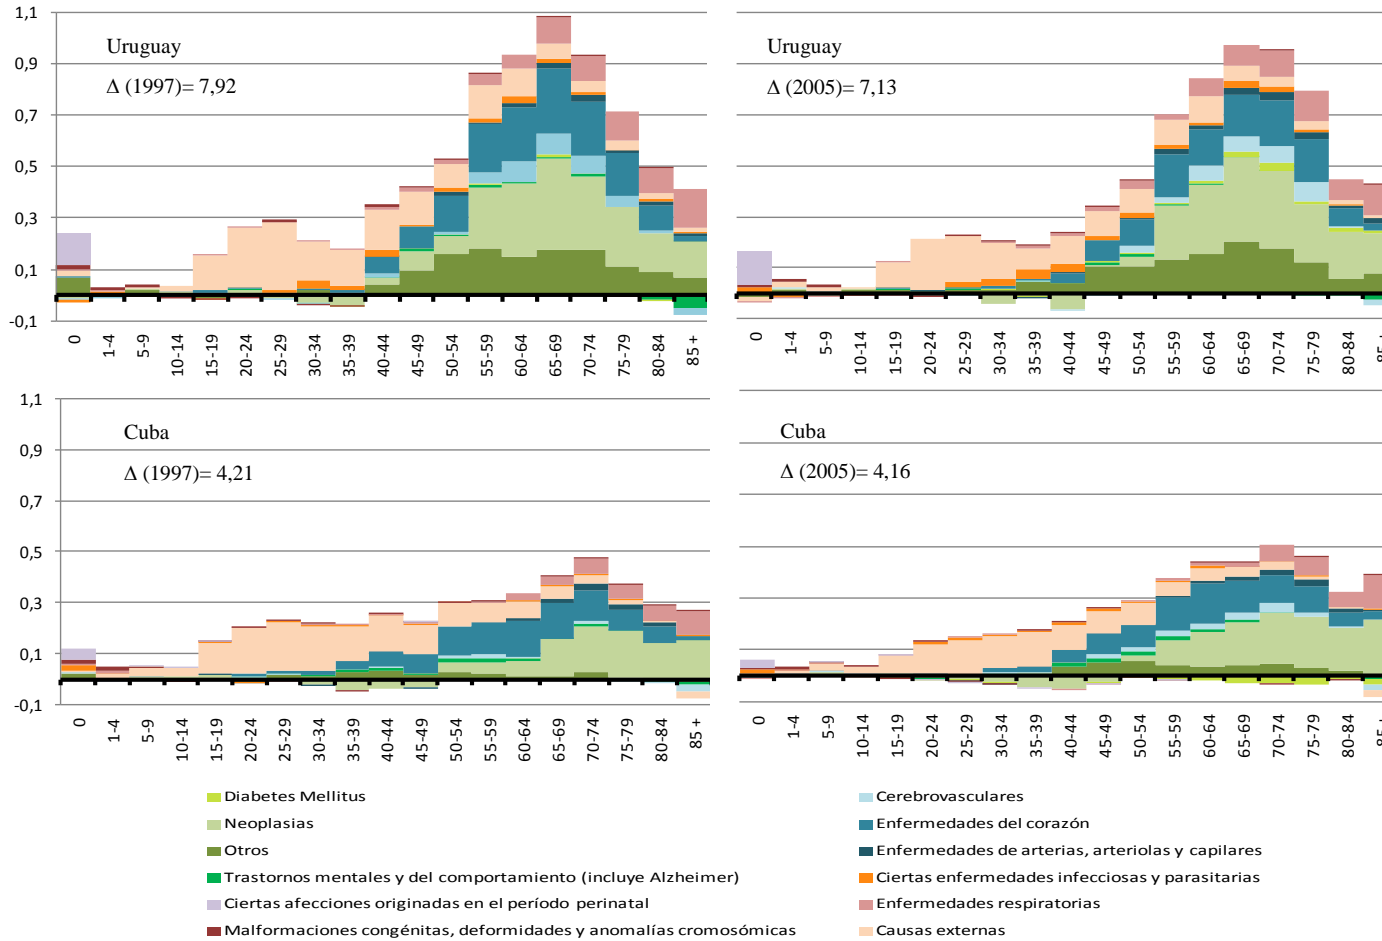 1,1
0,9
0,7
0,5
0,3
0,1
-0,1
Uruguay
Δ (1997)= 7,92
0 1-4 5-9 10-14 15-19 20-24 25-29 30-34 35-39 40-44 45-49 50-54 55-59 60-64 65-69 70-74 75-79 80-84 85 +
Uruguay
Δ (2005)= 7,13
0 1-4 5-9 10-14 15-19 20-24 25-29 30-34 35-39 40-44 45-49 50-54 55-59 60-64 65-69 70-74 75-79 80-84 85 +
1,1
0,9
0,7
0,5
0,3
0,1
-0,1
Cuba
Δ (1997)= 4,21
0 1-4 5-9 10-14 15-19 20-24 25-29 30-34 35-39 40-44 45-49 50-54 55-59 60-64 65-69 70-74 75-79 80-84 85 +
Cuba
Δ (2005)= 4,16
0 1-4 5-9 10-14 15-19 20-24 25-29 30-34 35-39 40-44 45-49 50-54 55-59 60-64 65-69 70-74 75-79 80-84 85 +
Diabetes Mellitus
Neoplasias
Otros
Trastornos mentales y del comportamiento (incluye Alzheimer)
Ciertas afecciones originadas en el período perinatal
Malformaciones congénitas, deformidades y anomalías cromosómicas
Cerebrovasculares
Enfermedades del corazón
Enfermedades de arterias, arteriolas y capilares
Ciertas enfermedades infecciosas y parasitarias
Enfermedades respiratorias
Causas externas